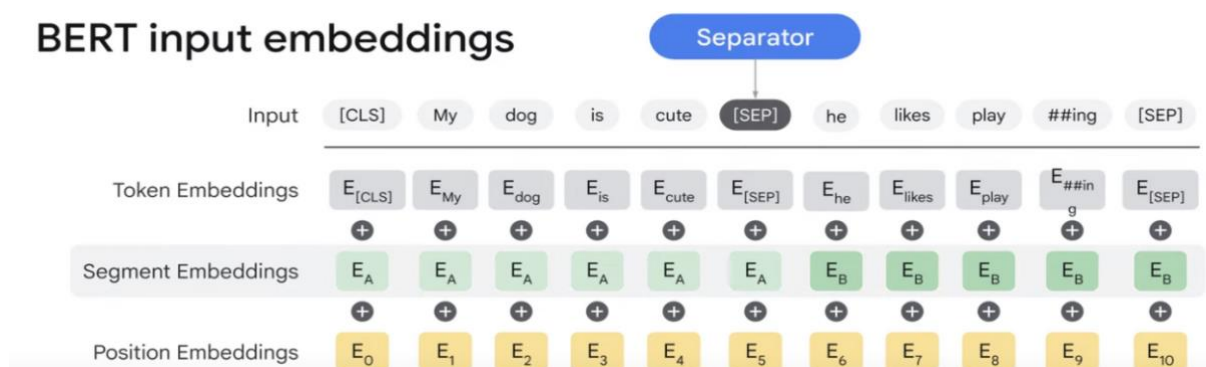 BERT input embeddings
Separator
Input [CLS] My dog is cute [SEP] he likes play ##ing [SEP]
Token Embeddings E[CLS] EMy Edog Eis Ecute E[SEP] Ehe Elikes Eplay E##ing E[SEP]
Segment Embeddings EA EA EA EA EA EA EB EB EB EB EB
Position Embeddings E0 E1 E2 E3 E4 E5 E6 E7 E8 E9 E10